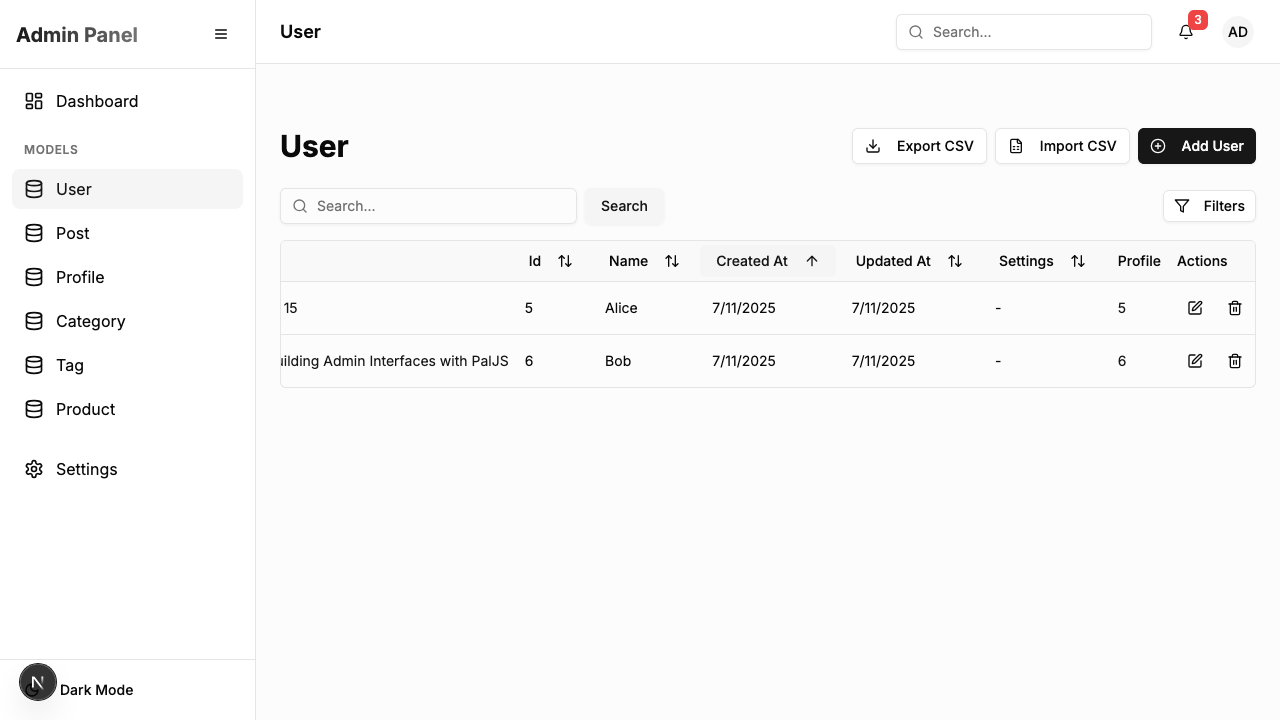 Admin Panel
Dashboard
MODELS
User
Post
Profile
Category
Tag
Product
Settings
Dark Mode
User
Search...
3
AD
User
Export CSV
Import CSV
Add User
Search...
Search
Filters
Id Name Created At Updated At Settings Profile Actions
15 5 Alice 7/11/2025 7/11/2025 - 5
ilding Admin Interfaces with PalJS 6 Bob 7/11/2025 7/11/2025 - 6